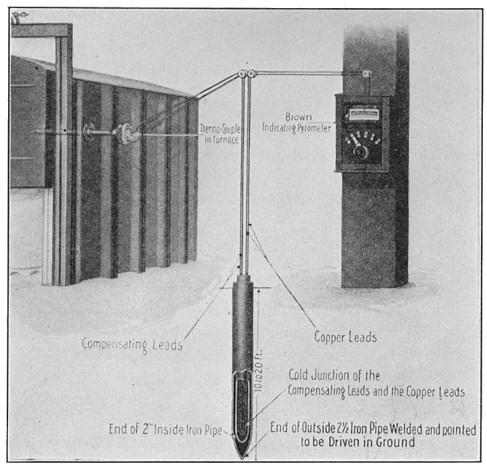 Thermo-Couple
in Furnace
Brown
Indicating Pyrometer
Compensating Leads
Copper Leads
10 to 20 ft.
Cold Junction of the
Compensating Leads and the Copper Leads
End of 2" Inside Iron Pipe
End of Outside 2½ Iron Pipe Welded and pointed
to be Driven in Ground